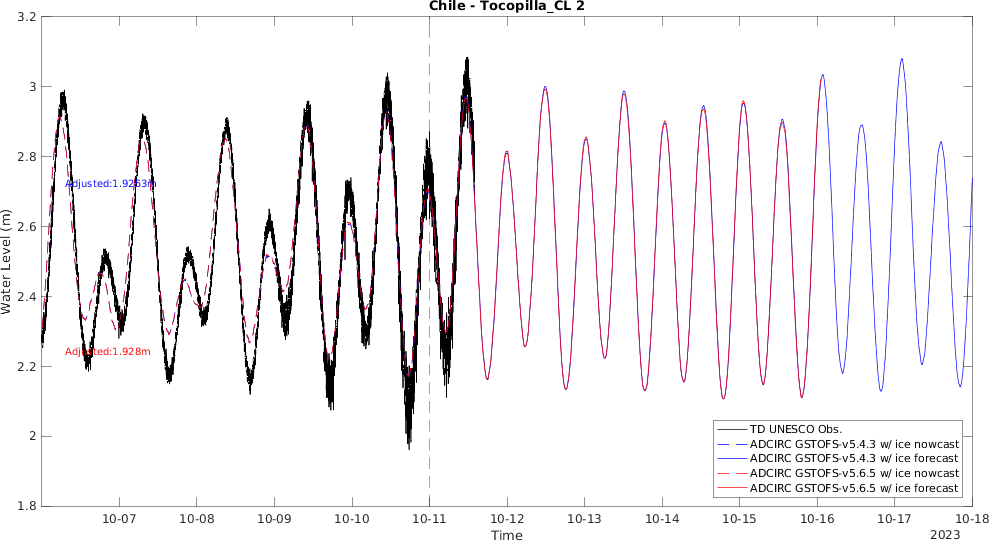 Chile - Tocopilla_CL 2
3.2
3
2.8
2.6
2.4
2.2
2
1.8
Water Level (m)
Adjusted:1.9263m
Adjusted:1.928m
TD UNESCO Obs.
ADCIRC GSTOFS-v5.4.3 w/ ice nowcast
ADCIRC GSTOFS-v5.4.3 w/ ice forecast
ADCIRC GSTOFS-v5.6.5 w/ ice nowcast
ADCIRC GSTOFS-v5.6.5 w/ ice forecast
10-07 10-08 10-09 10-10 10-11 10-12 10-13 10-14 10-15 10-16 10-17 10-18
Time
2023